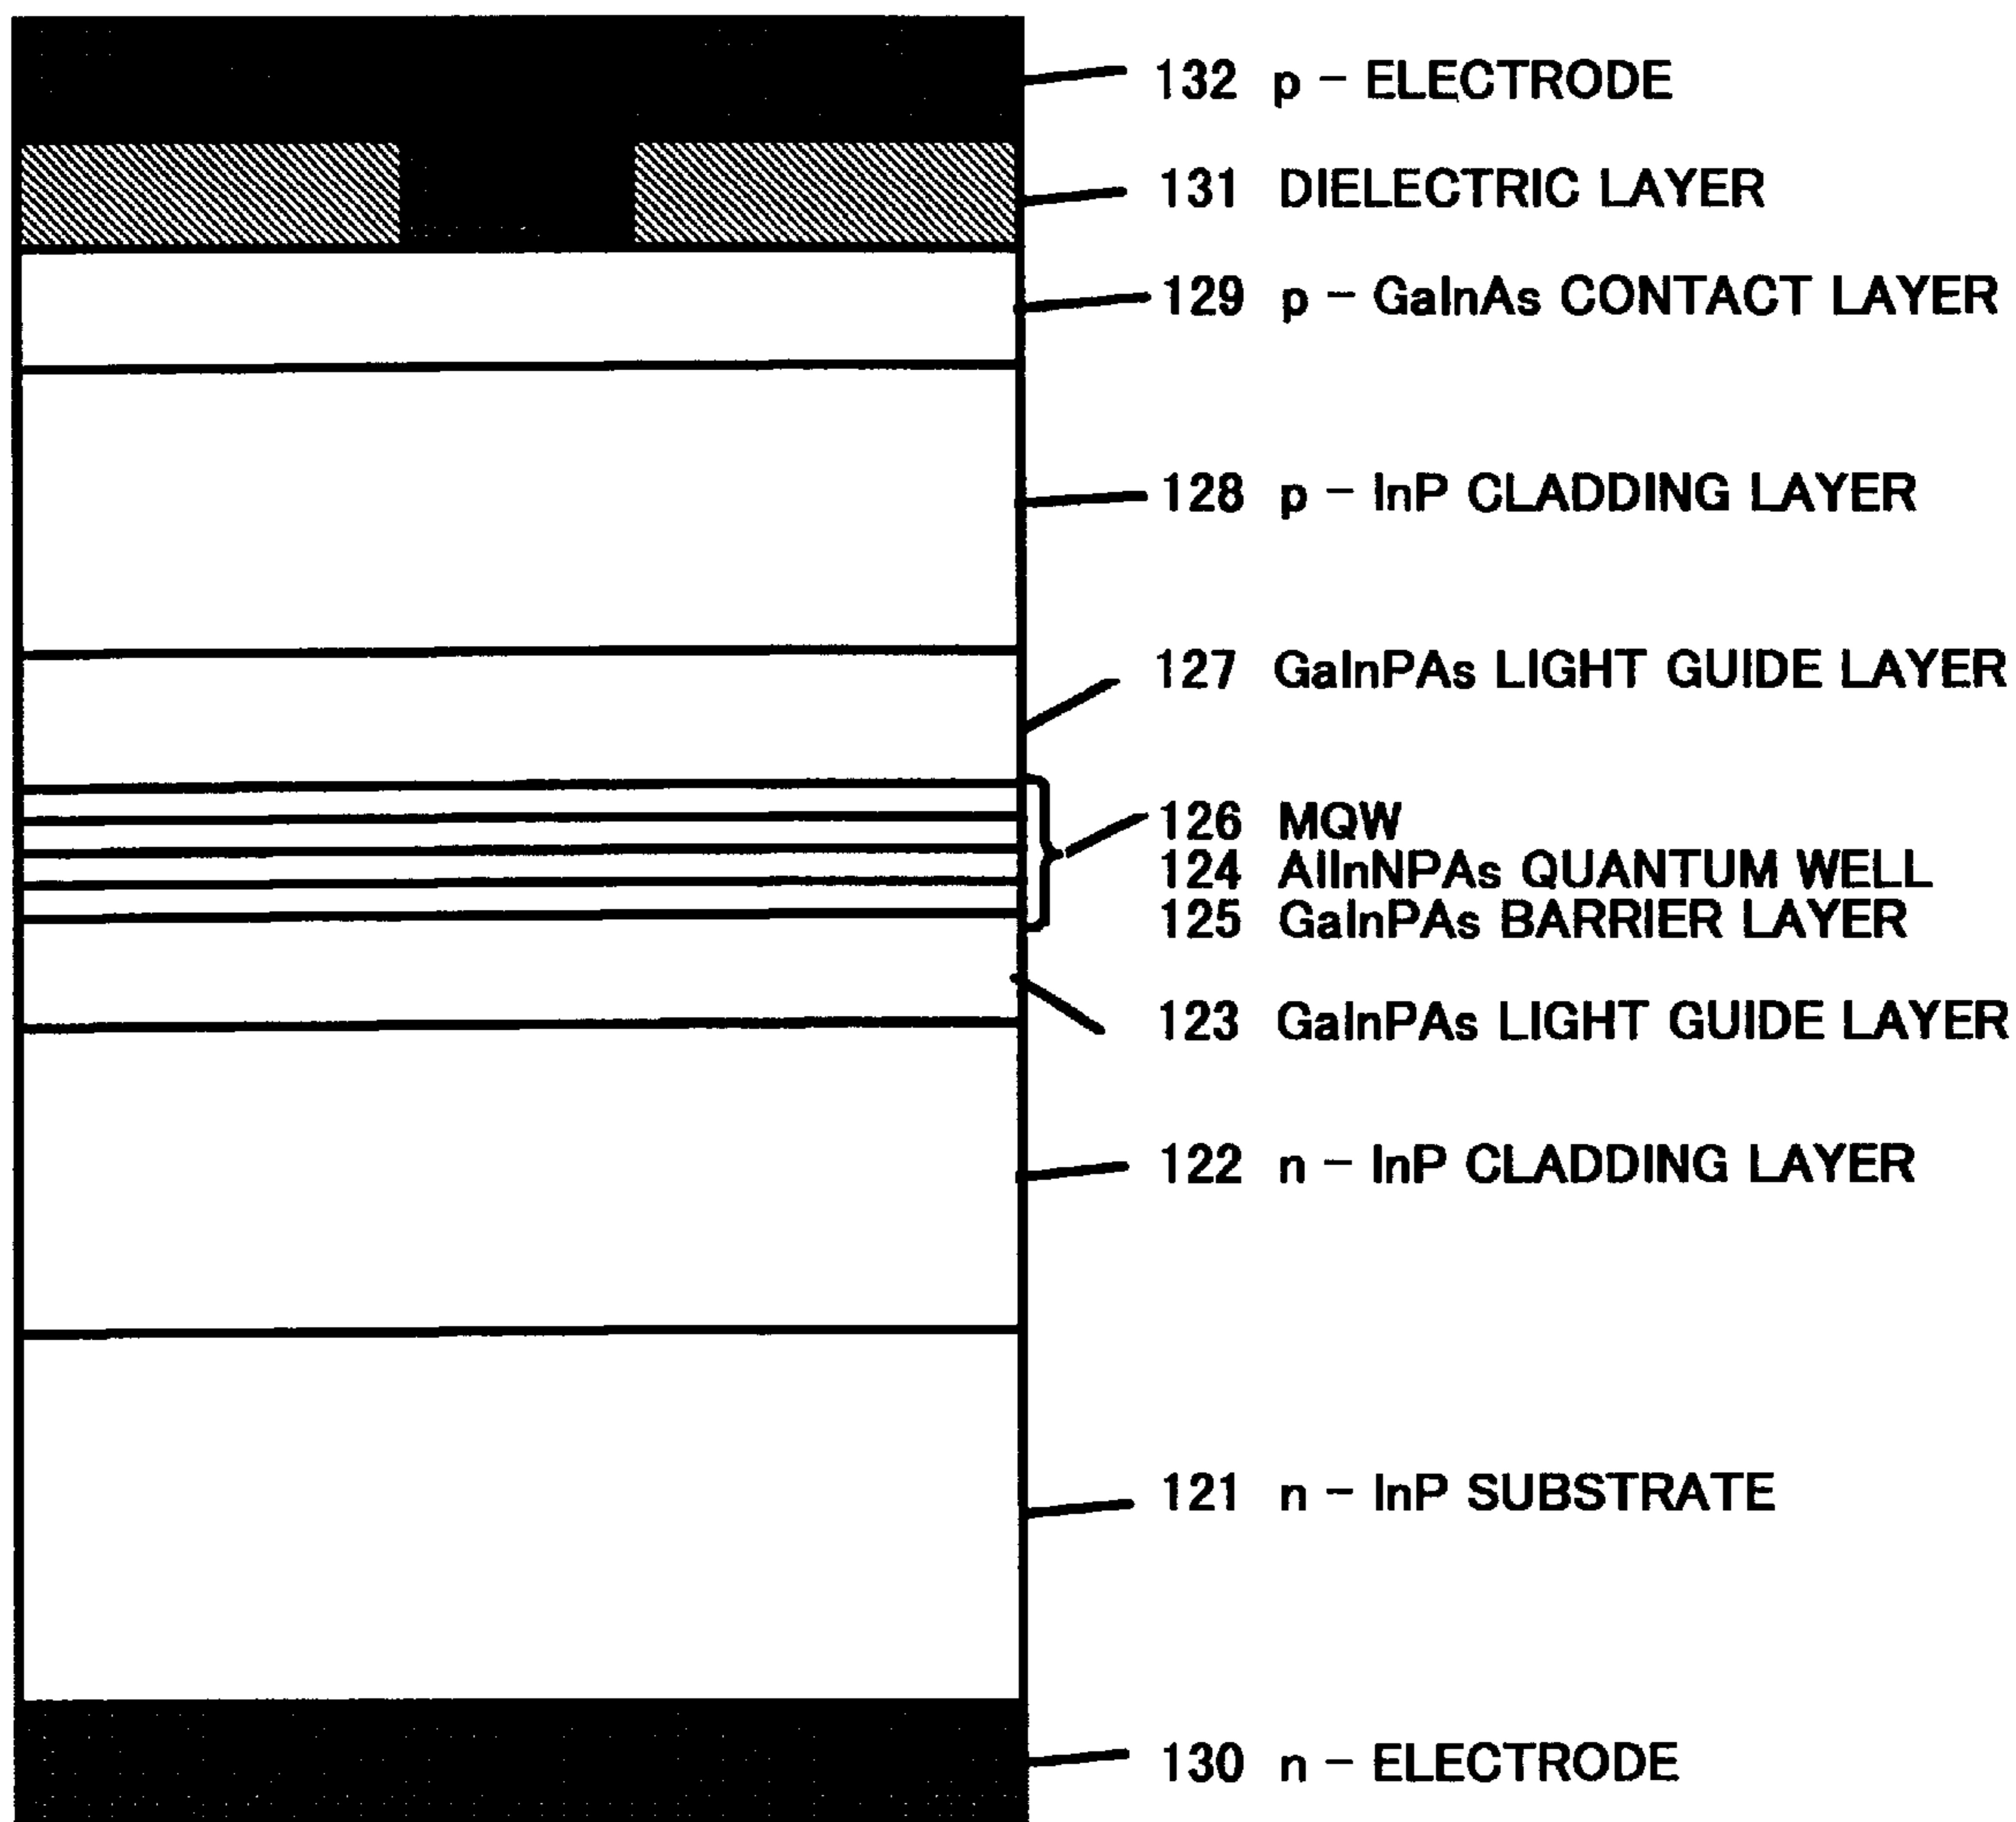 132 p – ELECTRODE
131 DIELECTRIC LAYER
129 p – GaInAs CONTACT LAYER
128 p – InP CLADDING LAYER
127 GaInPAs LIGHT GUIDE LAYER
126 MQW
124 AlInNPAs QUANTUM WELL
125 GaInPAs BARRIER LAYER
123 GaInPAs LIGHT GUIDE LAYER
122 n – InP CLADDING LAYER
121 n – InP SUBSTRATE
130 n – ELECTRODE